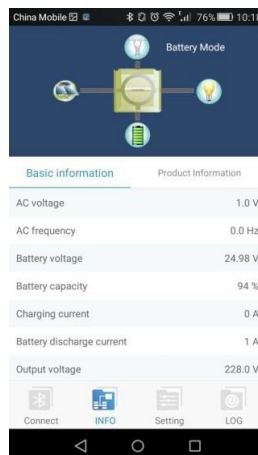 China Mobile 76% 10:18
Battery Mode
Basic information Product Information
AC voltage 1.0 V
AC frequency 0.0 Hz
Battery voltage 24.98 V
Battery capacity 94 %
Charging current 0 A
Battery discharge current 1 A
Output voltage 228.0 V
Connect INFO Setting LOG